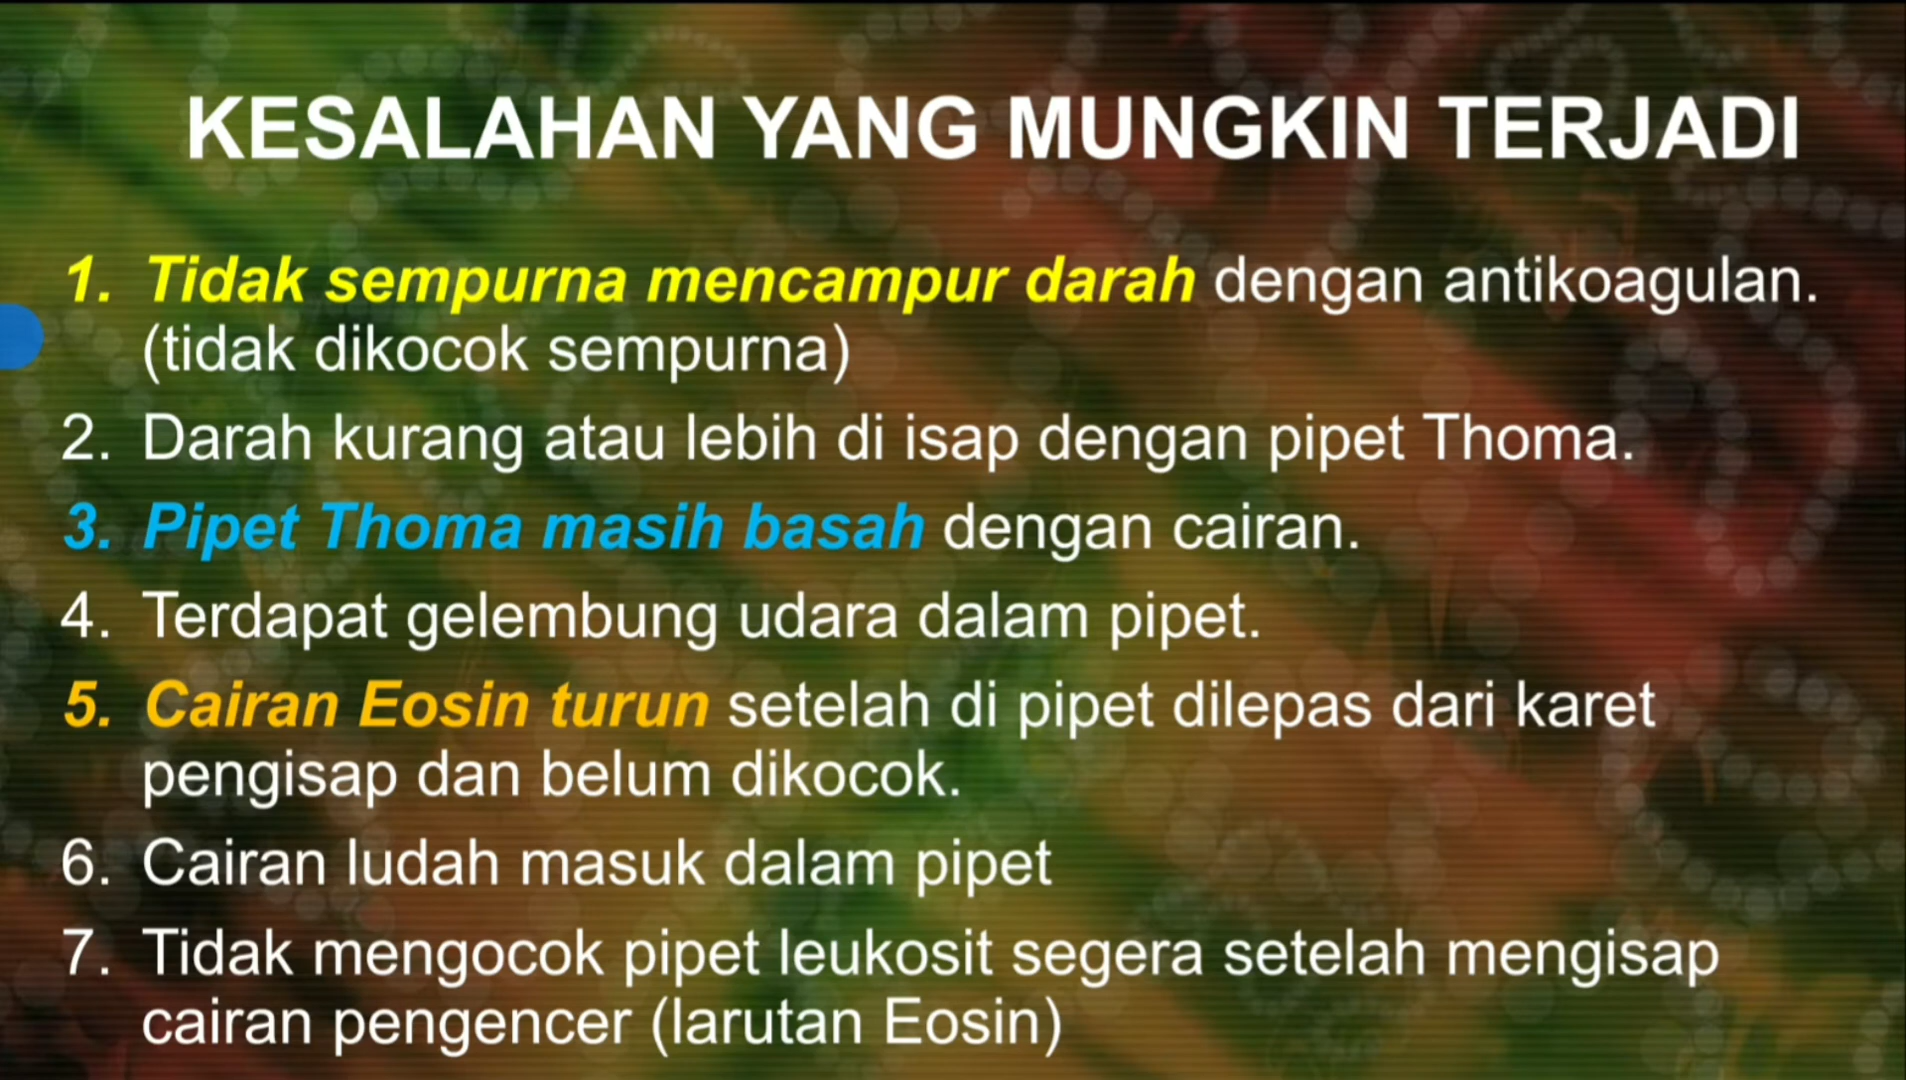 KESALAHAN YANG MUNGKIN TERJADI
1. Tidak sempurna mencampur darah dengan antikoagulan.
(tidak dikocok sempurna)
2. Darah kurang atau lebih di isap dengan pipet Thoma.
3. Pipet Thoma masih basah dengan cairan.
4. Terdapat gelembung udara dalam pipet.
5. Cairan Eosin turun setelah di pipet dilepas dari karet
pengisap dan belum dikocok.
6. Cairan ludah masuk dalam pipet
7. Tidak mengocok pipet leukosit segera setelah mengisap
cairan pengencer (larutan Eosin)